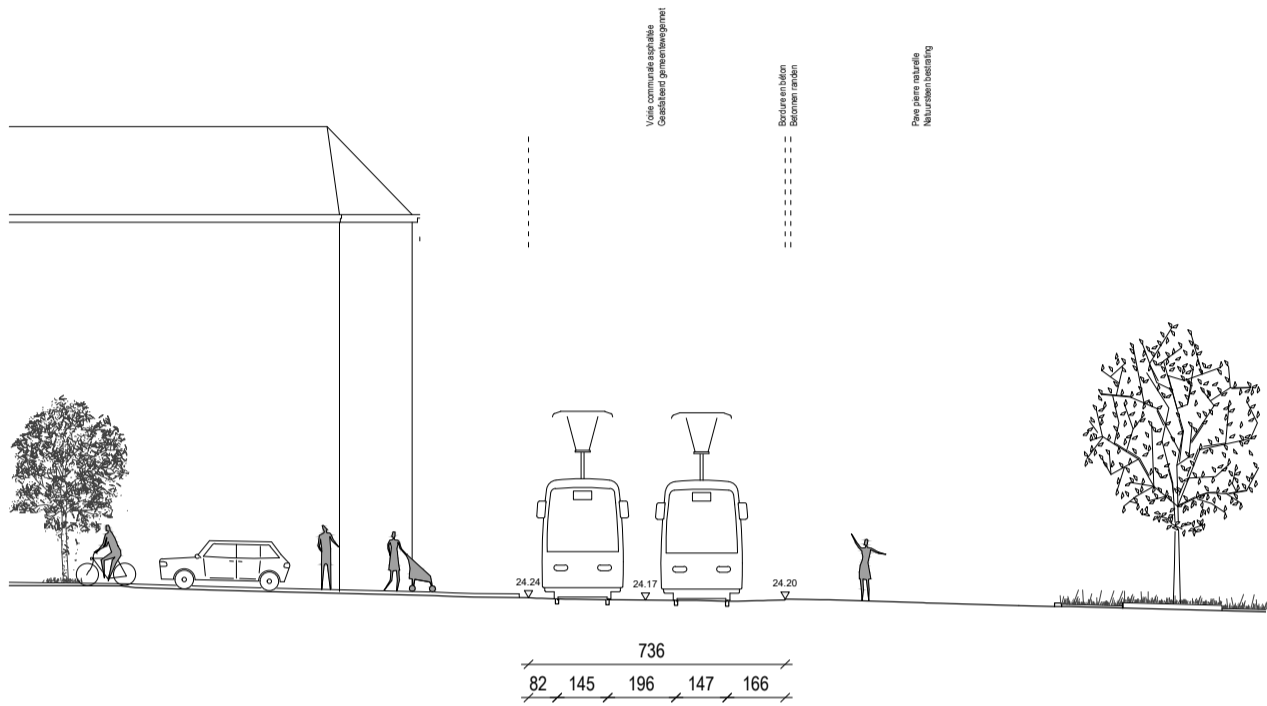 Voirie communale asphaltée
Geasfalteerd gemeentewegennet
Bordure en béton
Betonnen randen
Pave pierre naturelle
Natuursteen bestrating
24.24
24.17
24.20
736
82 145 196 147 166